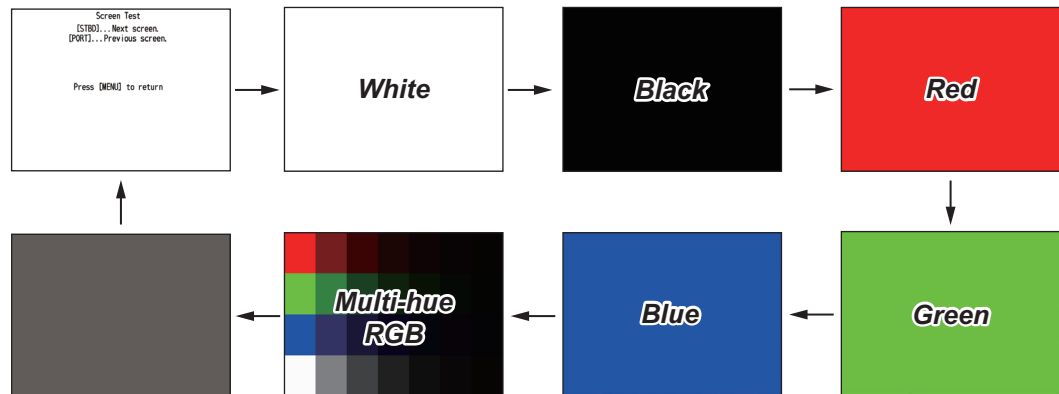 Screen Test
[STBD]...Next screen.
[PORT]...Previous screen.
Press [MENU] to return
White
Black
Red
Green
Blue
Multi-hue
RGB